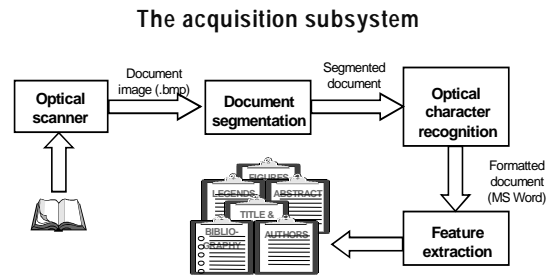 The acquisition subsystem
Document
image (.bmp)
Segmented
document
Optical
scanner
Document
segmentation
Optical
character
recognition
Formatted
document
(MS Word)
FIGURES
LEGENDS
ABSTRACT
TITLE &
BIBLIO-
GRAPHY
AUTHORS
Feature
extraction